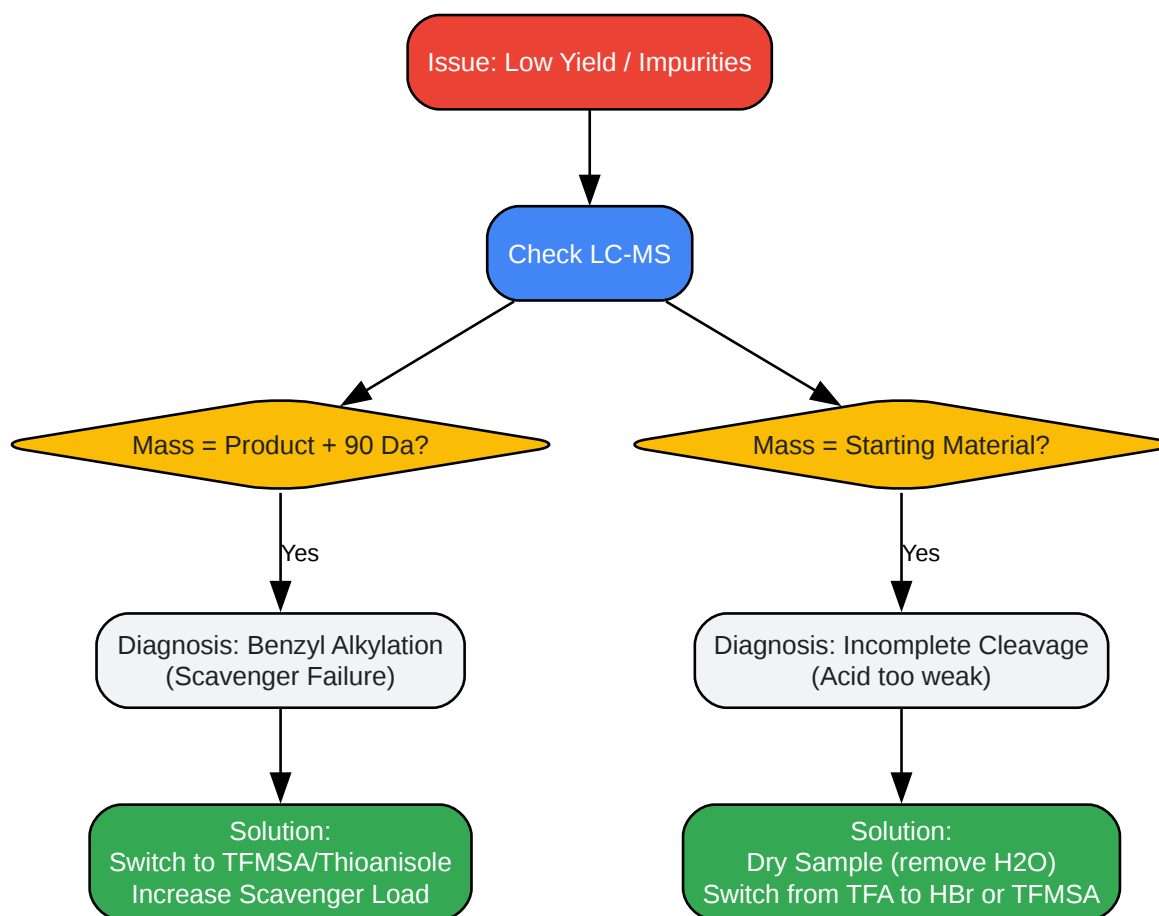 Issue: Low Yield / Impurities
Check LC-MS
Mass = Product + 90 Da?
Mass = Starting Material?
Yes
Yes
Diagnosis: Benzyl Alkylation
(Scavenger Failure)
Diagnosis: Incomplete Cleavage
(Acid too weak)
Solution:
Switch to TFMSA/Thioanisole
Increase Scavenger Load
Solution:
Dry Sample (remove H2O)
Switch from TFA to HBr or TFMSA